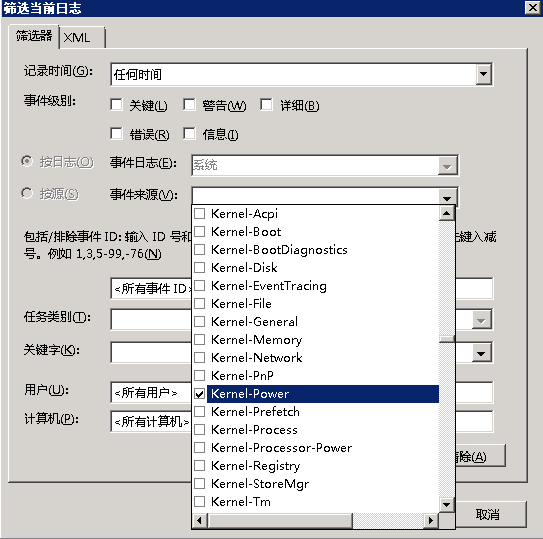 筛选当前日志
筛选器 XML
记录时间(G): 任何时间
事件级别: 关键(L) 警告(W) 详细(B)
错误(R) 信息(I)
按日志(O) 事件日志(E): 系统
按源(S) 事件来源(V):
Kernel-Acpi
Kernel-Boot
包括/排除事件 ID: 输入 ID 号和 键入减
Kernel-BootDiagnostics
号。例如 1,3,5-99,-76(N)
Kernel-Disk
<所有事件 ID>
Kernel-EventTracing
Kernel-File
任务类别(T):
Kernel-General
Kernel-Memory
关键字(K):
Kernel-Network
Kernel-PnP
用户(U): <所有用户>
Kernel-Power
Kernel-Prefetch
计算机(P): <所有计算机>
Kernel-Process
Kernel-Processor-Power
除(A)
Kernel-Registry
Kernel-StoreMgr
Kernel-Tm
取消